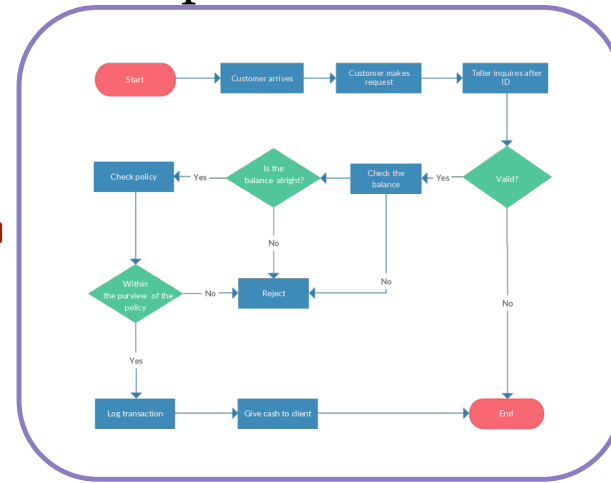 Start
Customer arrives
Customer makes
request
Teller inquires after
ID
Check policy
Yes
Is the
balance alright?
Check the
balance
Yes
Valid?
No
No
No
Within
the purview of the
policy
No
Reject
Yes
Log transaction
Give cash to client
End